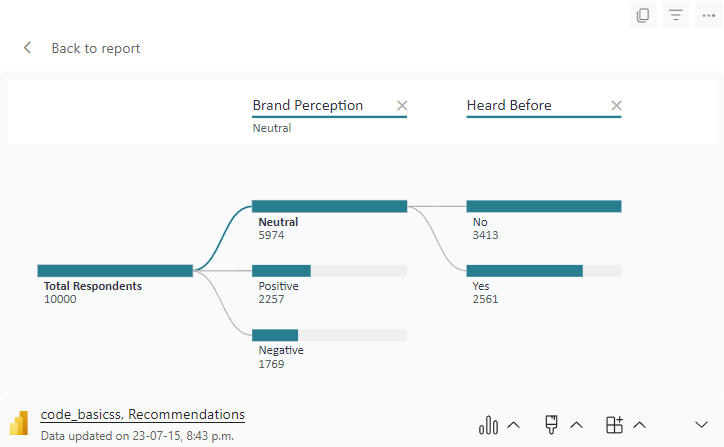 Back to report
Brand Perception
Heard Before
Neutral
Neutral
5974
No
3413
Total Respondents
10000
Positive
2257
Yes
2561
Negative
1769
code_basicss, Recommendations
Data updated on 23-07-15, 8:43 p.m.